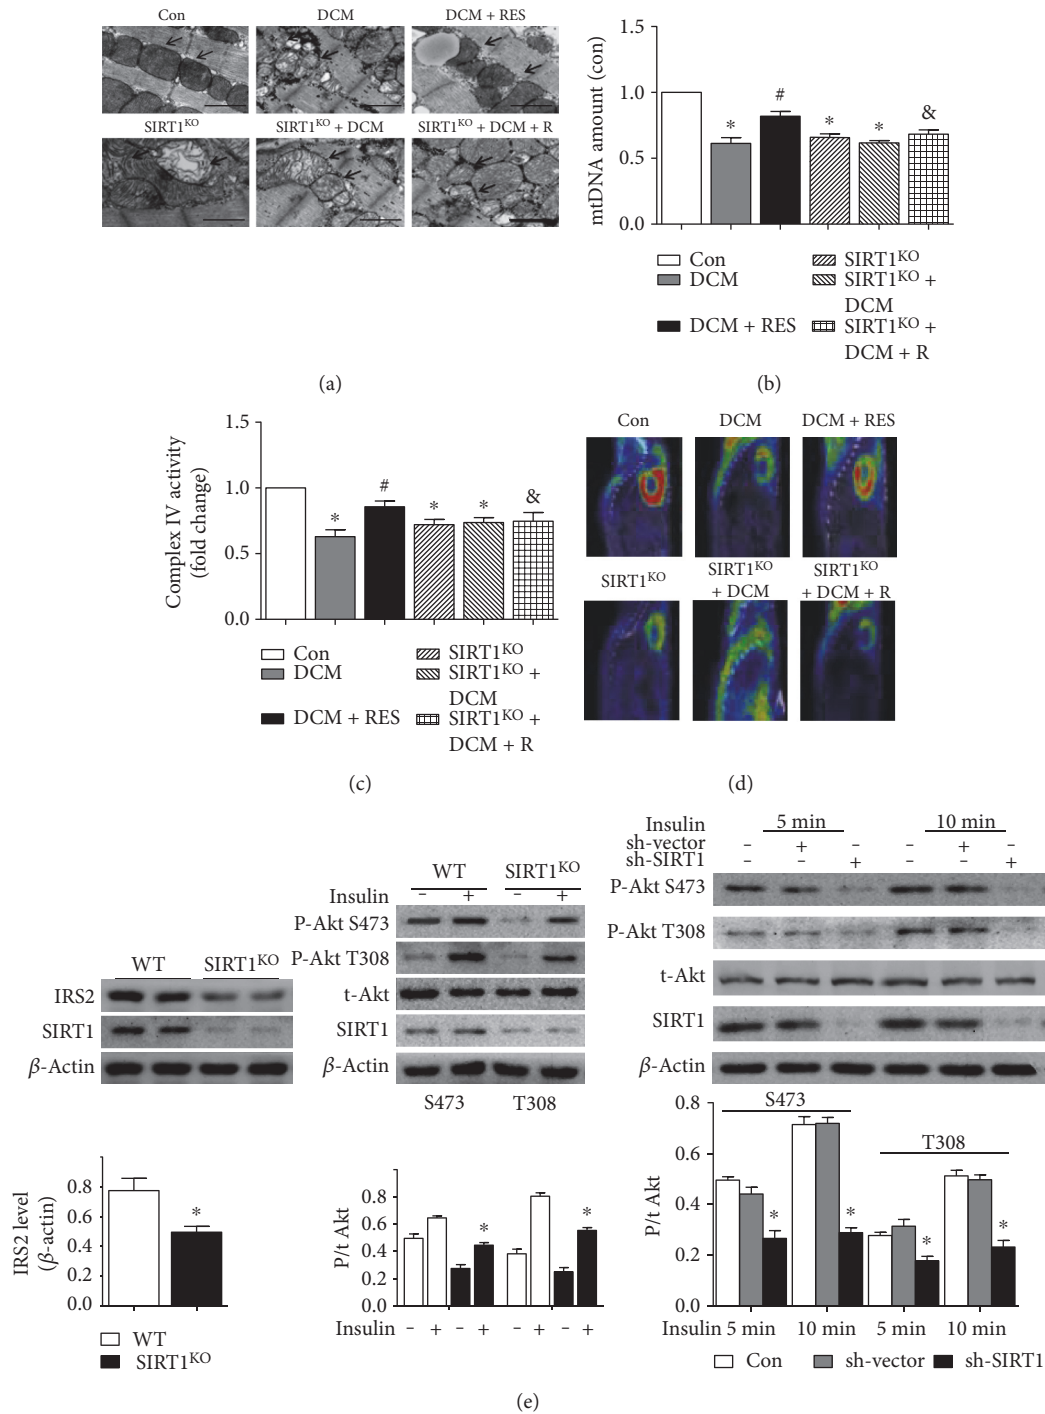 Con DCM DCM + RES
SIRT1KO SIRT1KO + DCM SIRT1KO + DCM + R
(a)
mtDNA amount (con)
1.5
1.0
0.5
0.0
* # * * &
Con
DCM
DCM + RES
SIRT1KO
SIRT1KO +
DCM
SIRT1KO +
DCM + R
(b)
Complex IV activity
(fold change)
1.5
1.0
0.5
0.0
* # * * &
Con
DCM
DCM + RES
SIRT1KO
SIRT1KO +
DCM
SIRT1KO +
DCM + R
(c)
Con DCM DCM + RES
SIRT1KO SIRT1KO
+ DCM SIRT1KO
+ DCM + R
(d)
WT SIRT1KO
IRS2
SIRT1
β-Actin
IRS2 level
(β-actin)
0.8
0.6
0.4
0.2
0.0
*
WT
SIRT1KO
WT SIRT1KO
Insulin – + – +
P-Akt S473
P-Akt T308
t-Akt
SIRT1
β-Actin
S473 T308
P/t Akt
0.8
0.6
0.4
0.2
0.0
* *
Insulin – + – + – + – +
Insulin 5 min 10 min
sh-vector – + – – + –
sh-SIRT1 – – + – – +
P-Akt S473
P-Akt T308
t-Akt
SIRT1
β-Actin
P/t Akt
0.8
0.6
0.4
0.2
0.0
S473
T308
* * * *
Insulin 5 min 10 min 5 min 10 min
Con sh-vector sh-SIRT1
(e)